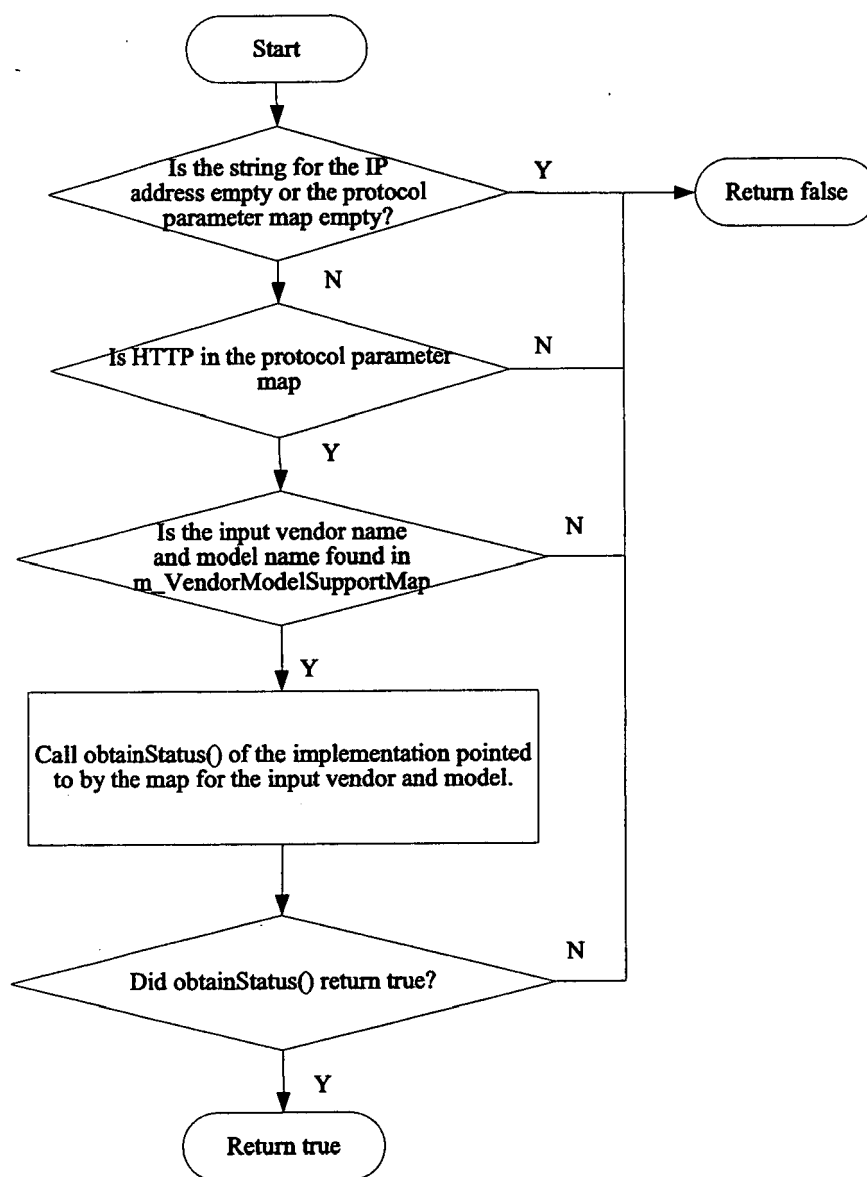 Start
Is the string for the IP
address empty or the protocol
parameter map empty?
Y
Return false
N
Is HTTP in the protocol parameter
map
N
Y
Is the input vendor name
and model name found in
m_VendorModelSupportMap
N
Y
Call obtainStatus() of the implementation pointed
to by the map for the input vendor and model.
Did obtainStatus() return true?
N
Y
Return true